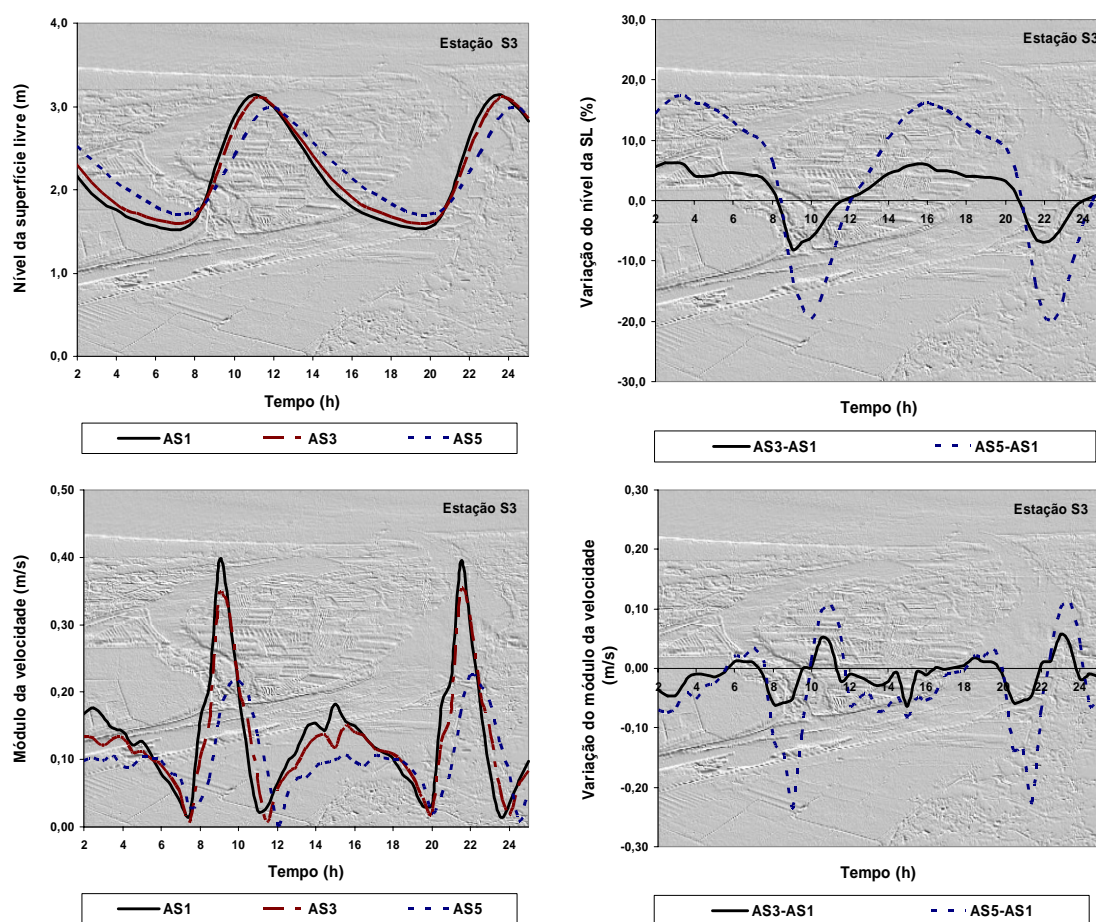 Estação S3
Nível da superfície livre (m)
4,0
3,0
2,0
1,0
0,0
2 4 6 8 10 12 14 16 18 20 22 24
Tempo (h)
AS1 AS3 AS5
Estação S3
Variação do nível da SL (%)
30,0
20,0
10,0
0,0
-10,0
-20,0
-30,0
2 4 6 8 10 12 14 16 18 20 22 24
Tempo (h)
AS3-AS1 AS5-AS1
Estação S3
Módulo da velocidade (m/s)
0,50
0,40
0,30
0,20
0,10
0,00
2 4 6 8 10 12 14 16 18 20 22 24
Tempo (h)
AS1 AS3 AS5
Estação S3
Variação do módulo da velocidade
(m/s)
0,30
0,20
0,10
0,00
-0,10
-0,20
-0,30
2 4 6 8 10 12 14 16 18 20 22 24
Tempo (h)
AS3-AS1 AS5-AS1